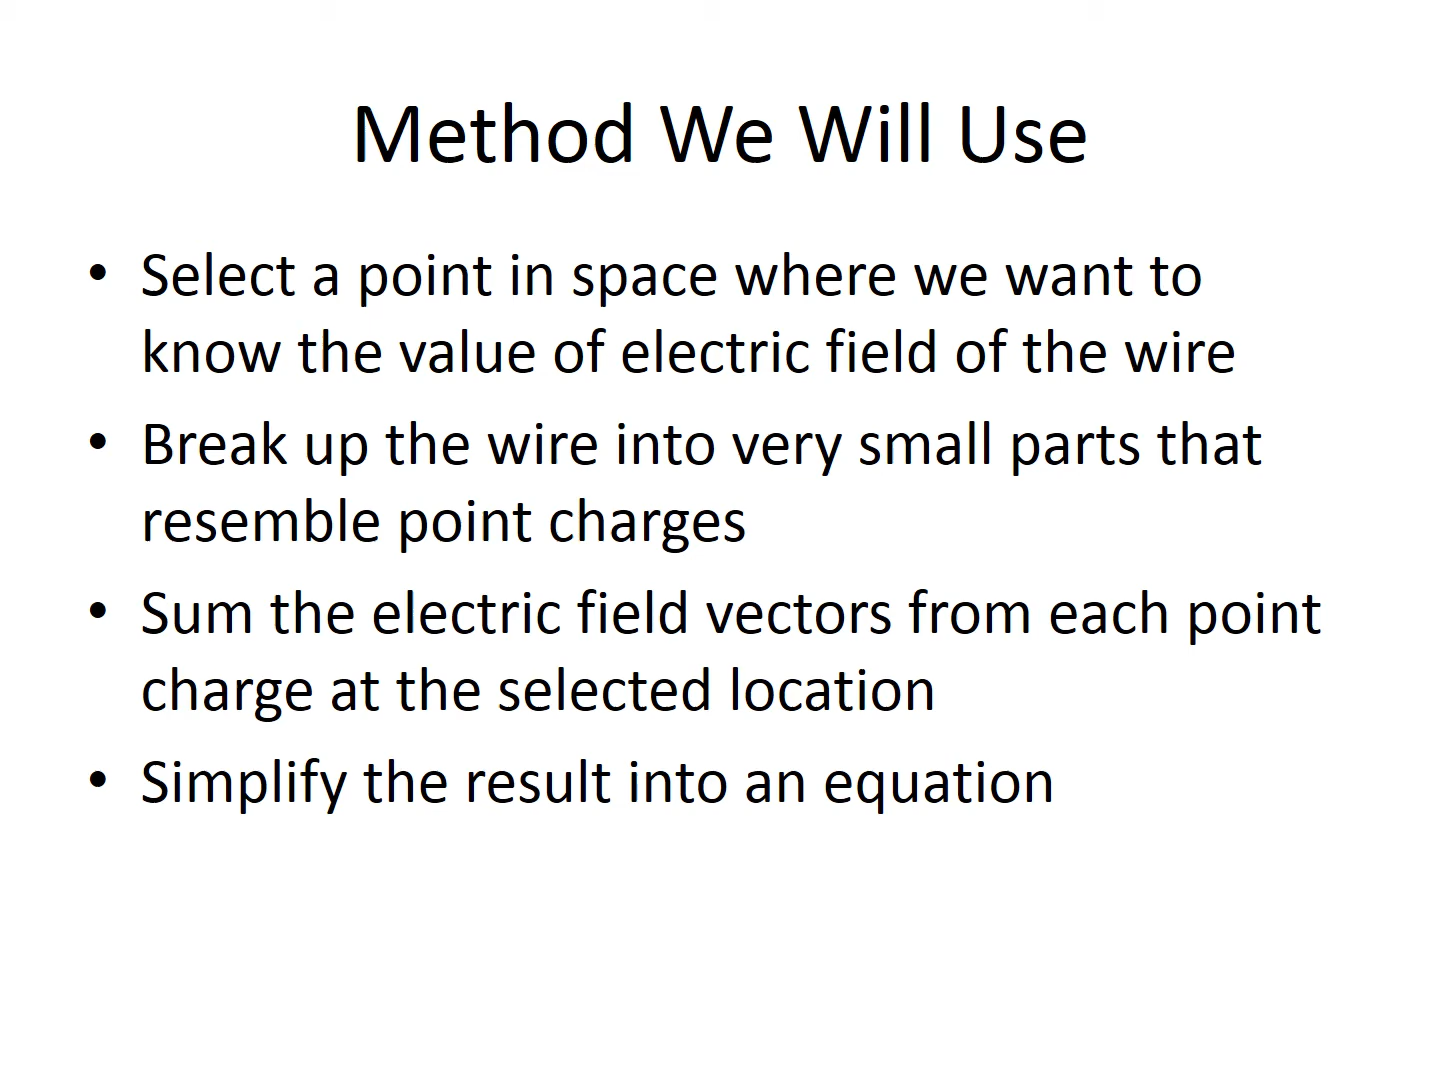 Method We Will Use
• Select a point in space where we want to
know the value of electric field of the wire
• Break up the wire into very small parts that
resemble point charges
• Sum the electric field vectors from each point
charge at the selected location
• Simplify the result into an equation